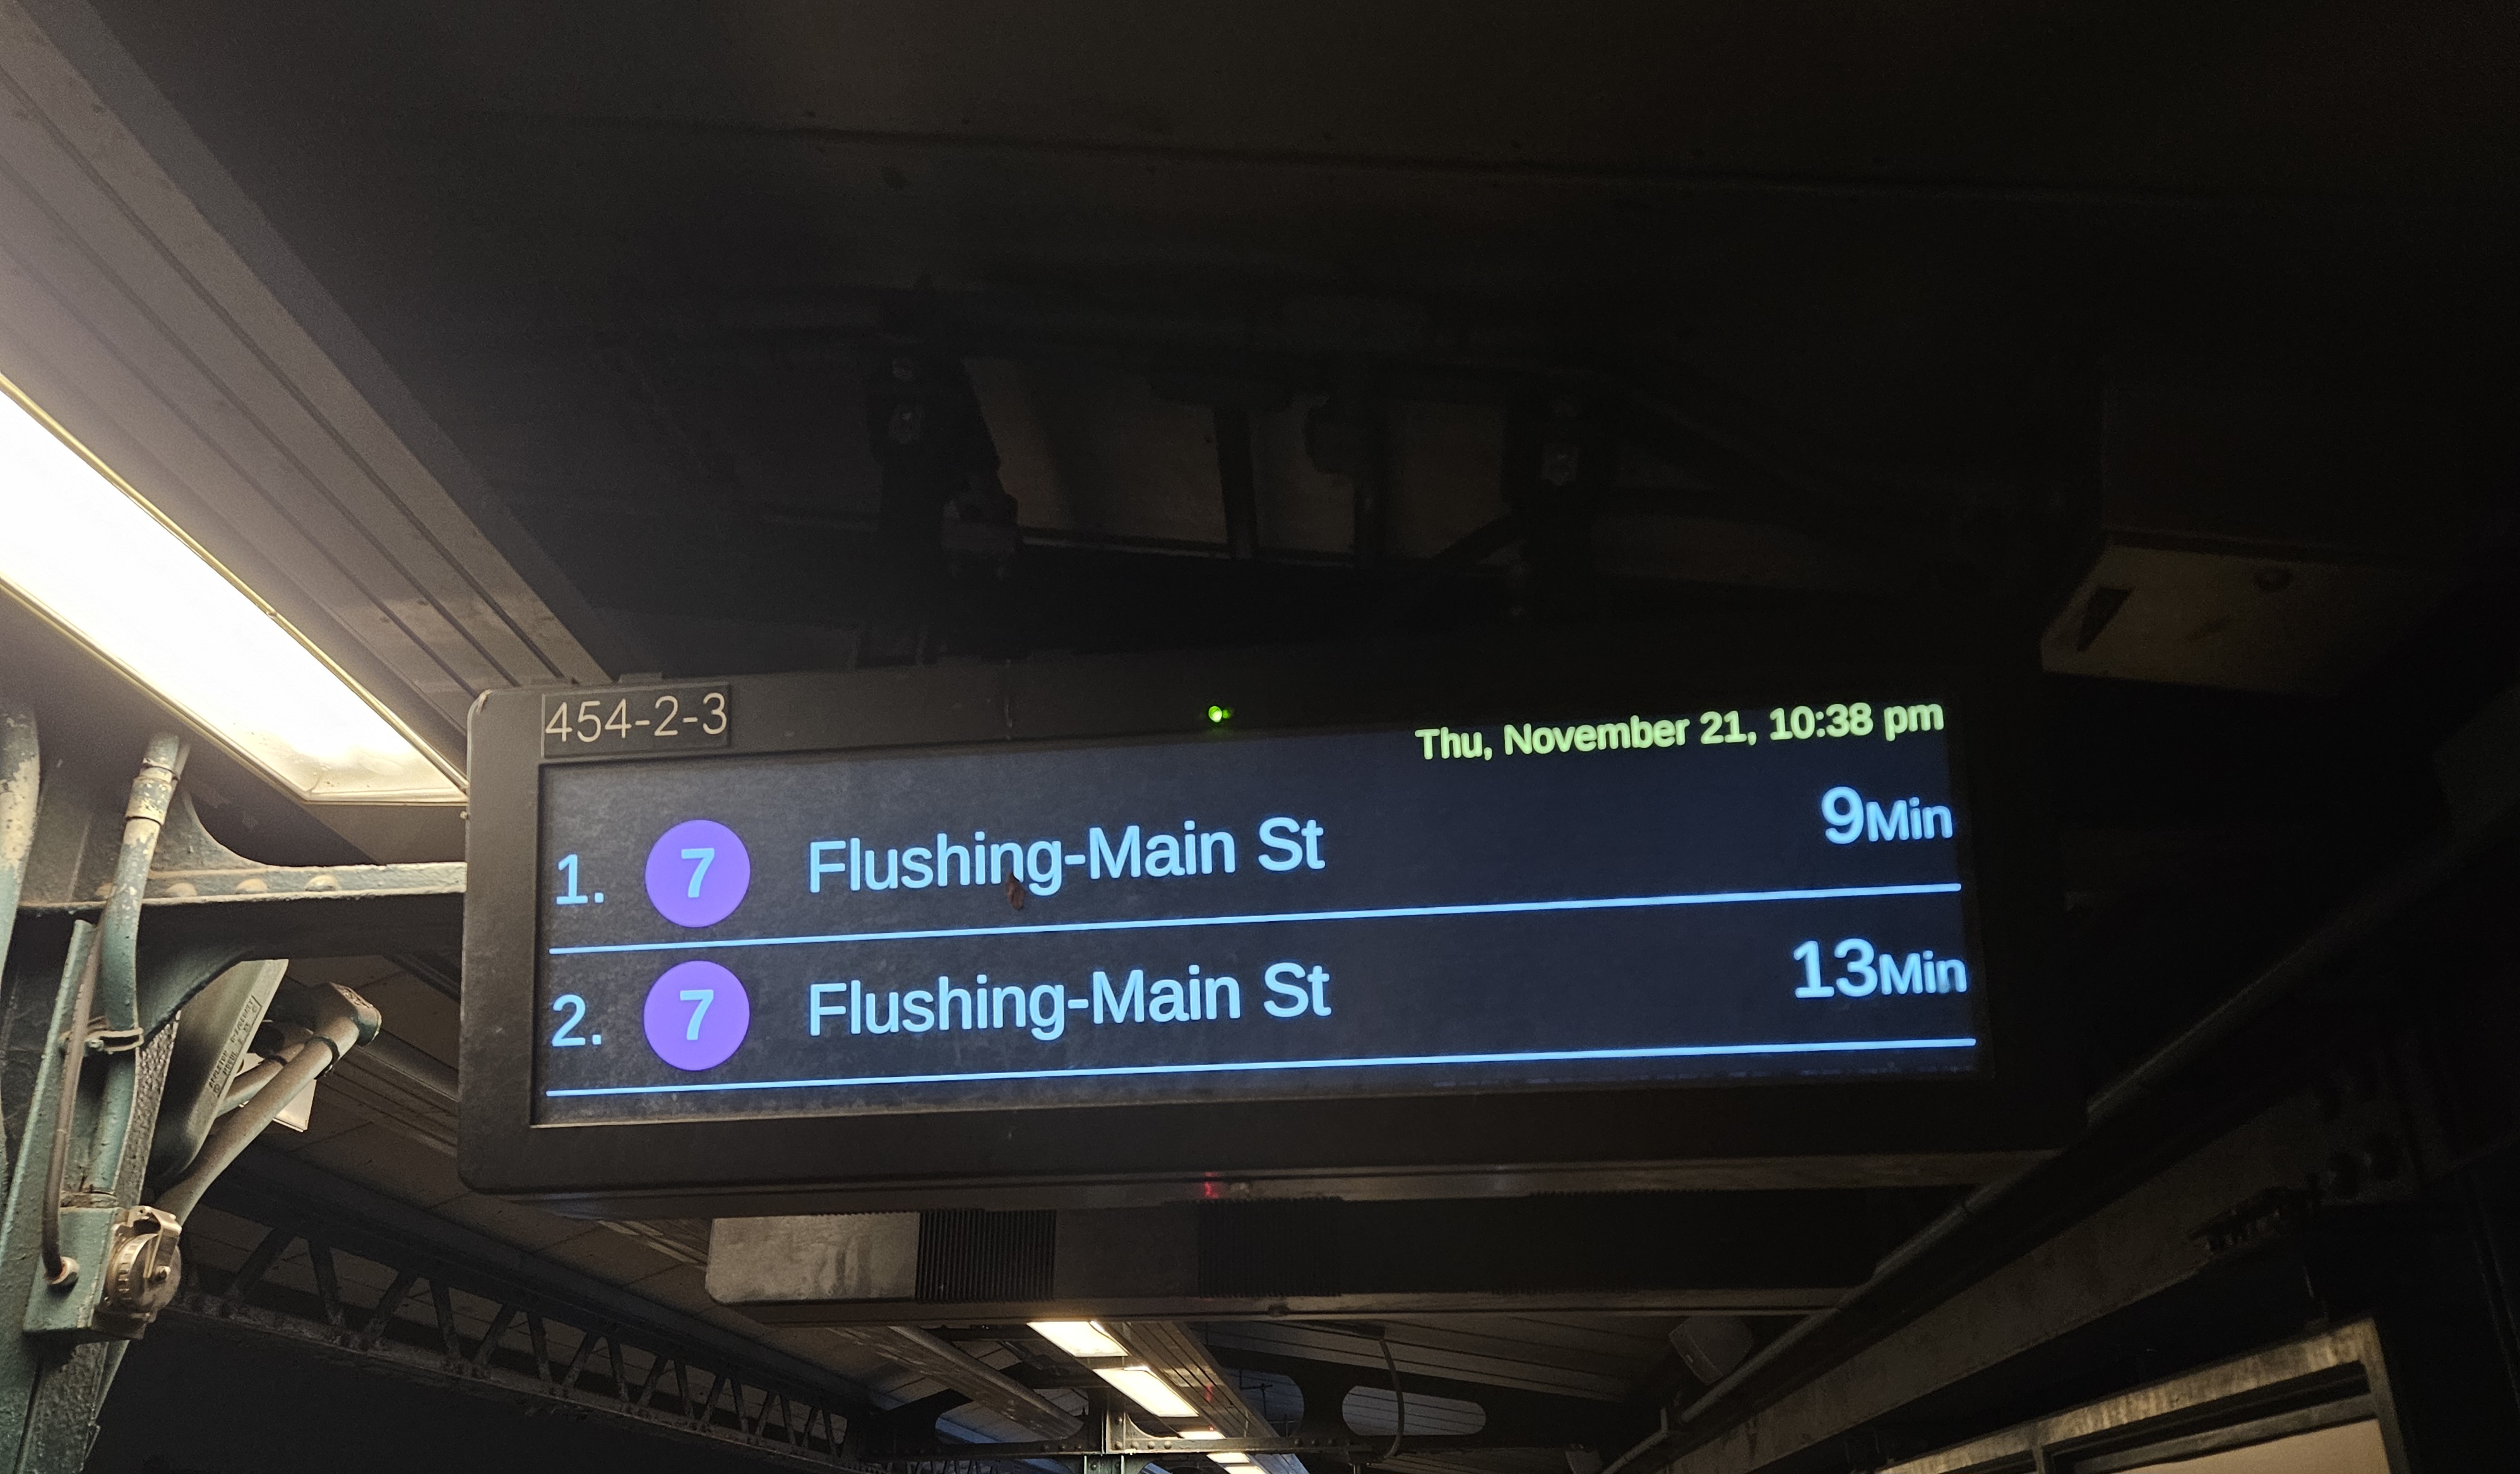 454-2-3
Thu, November 21, 10:38 pm
1. 7 Flushing-Main St 9Min
2. 7 Flushing-Main St 13Min